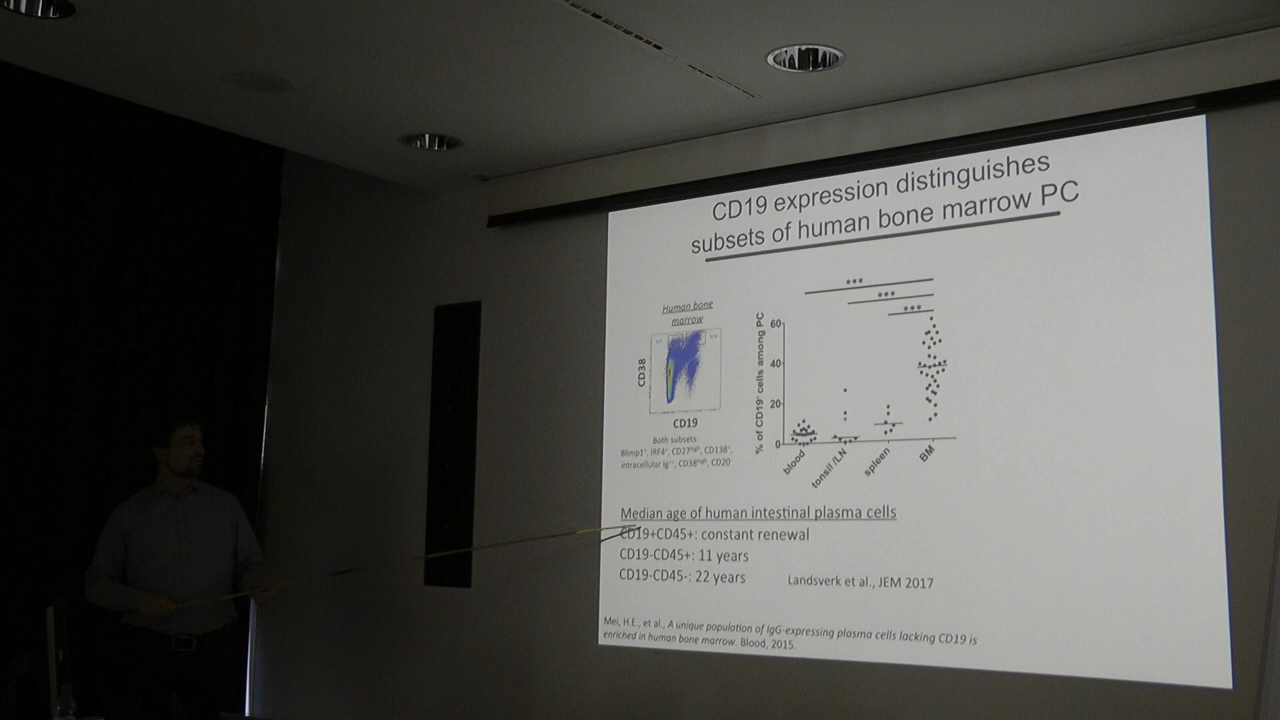 CD19 expression distinguishes
subsets of human bone marrow PC
Human bone
marrow
CD38
CD19
Both subsets
Blimp1⁺, IRF4⁺, CD27ʰⁱᵍʰ, CD138⁺,
intracellular Ig⁺⁺, CD38ʰⁱᵍʰ, CD20⁻
% of CD19⁻ cells among PC
60
40
20
0
***
***
***
blood
tonsil /LN
spleen
BM
Median age of human intestinal plasma cells
CD19+CD45+: constant renewal
CD19-CD45+: 11 years
CD19-CD45-: 22 years
Landsverk et al., JEM 2017
Mei, H.E., et al., A unique population of IgG-expressing plasma cells lacking CD19 is
enriched in human bone marrow. Blood, 2015.